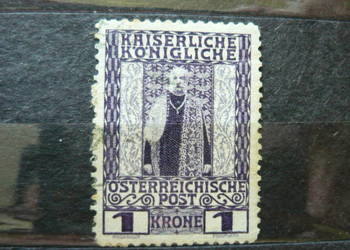 KAISERLICHE
KÖNIGLICHE
ÖSTERREICHISCHE
POST
1 KRONE 1